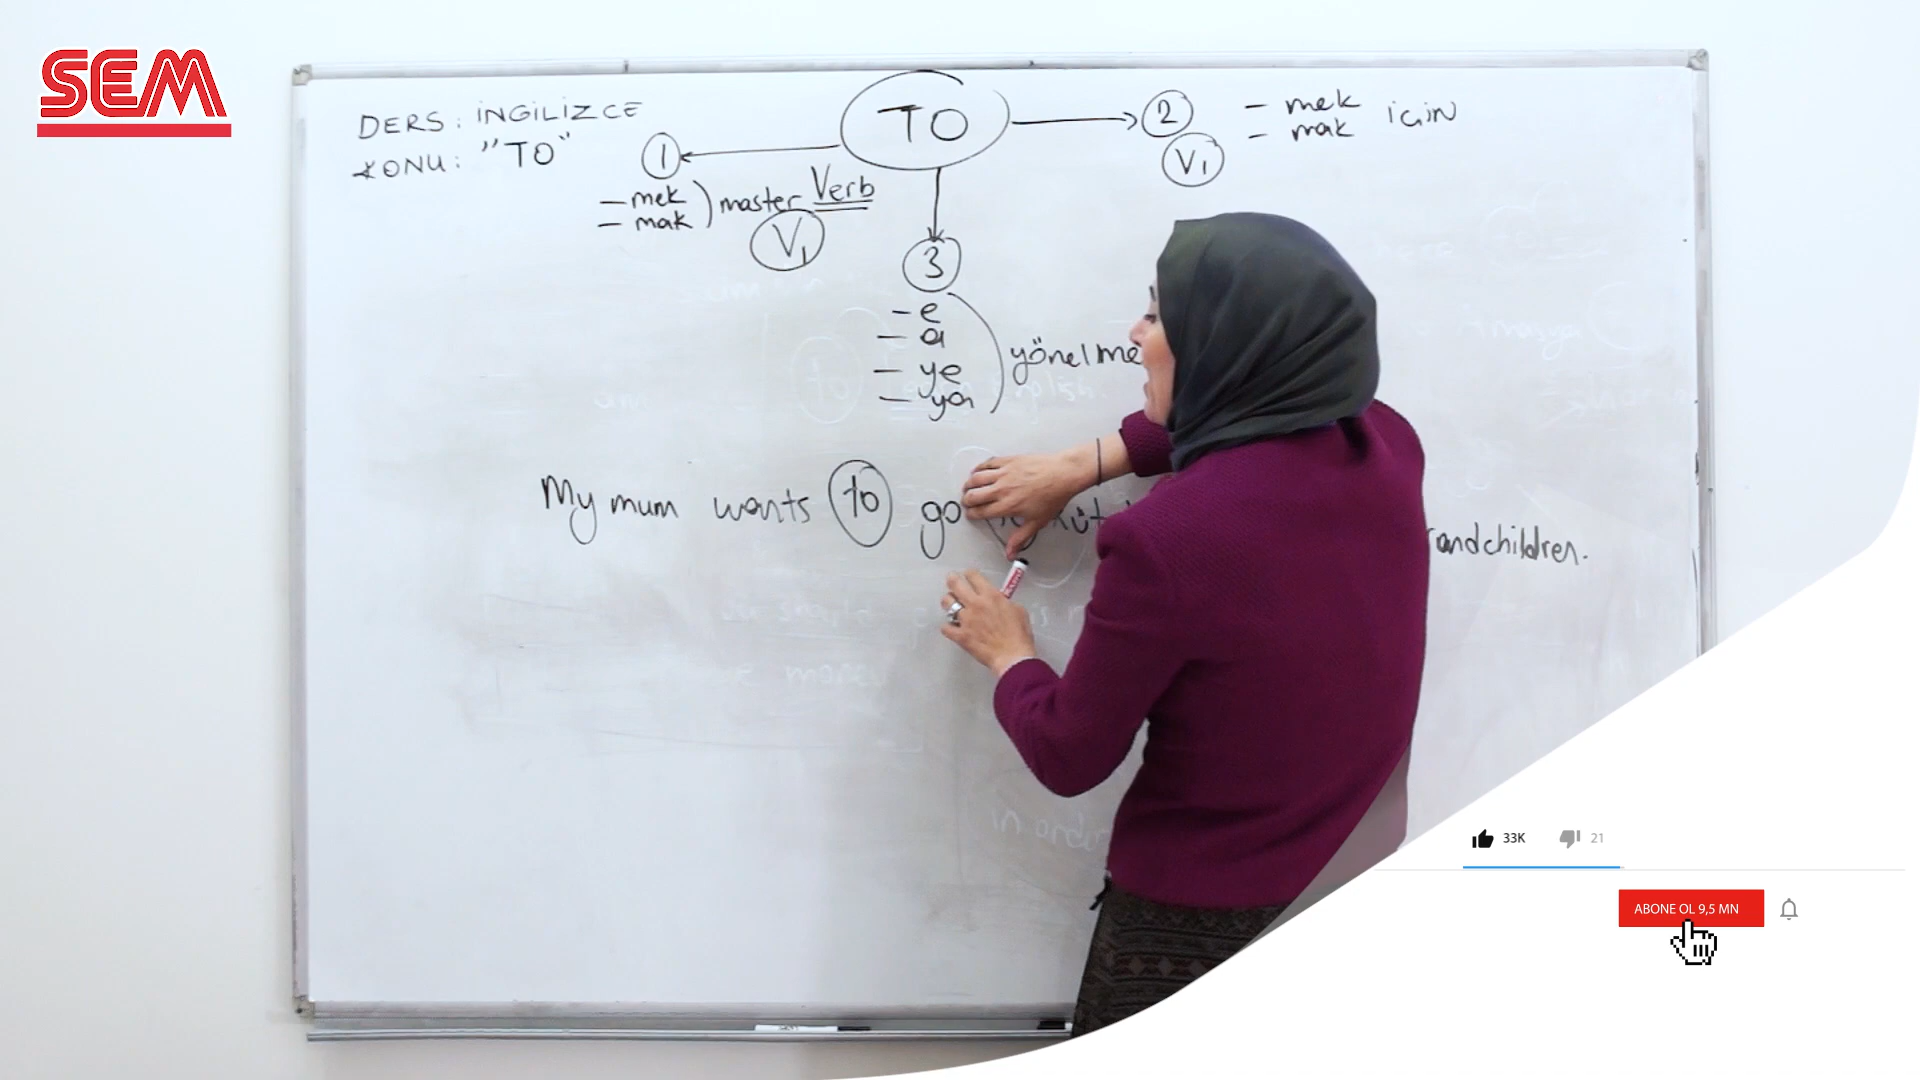 SEM
DERS: İNGİLİZCE
KONU: "TO"
TO
1
- mek
- mak
master Verb
V1
2
- mek
- mak
için
V1
3
- e
- a
- ye
- ya
yönelme
My mum wants to go
randchildren.
33K
21
ABONE OL 9,5 MN